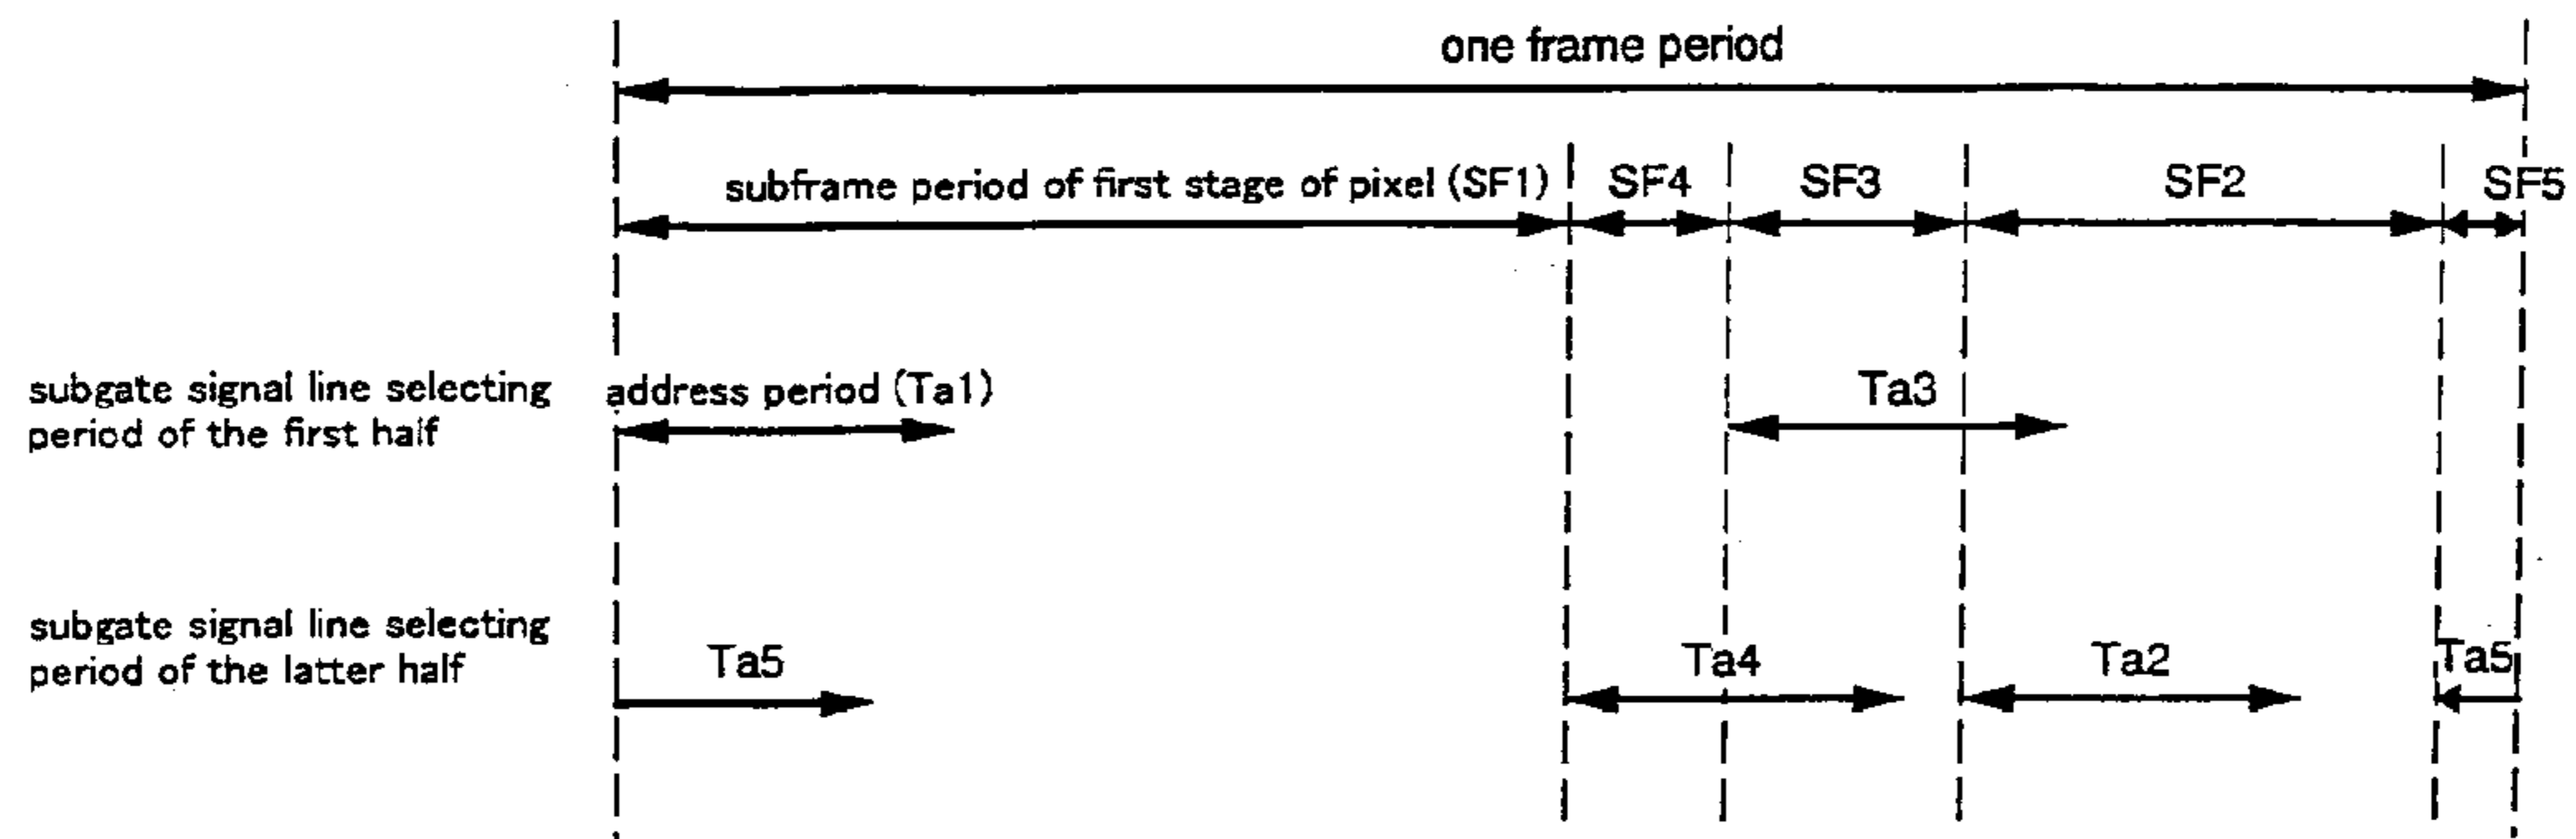 one frame period
subframe period of first stage of pixel (SF1)
SF4
SF3
SF2
SF5
subgate signal line selecting
period of the first half
address period (Ta1)
Ta3
subgate signal line selecting
period of the latter half
Ta5
Ta4
Ta2
Ta5